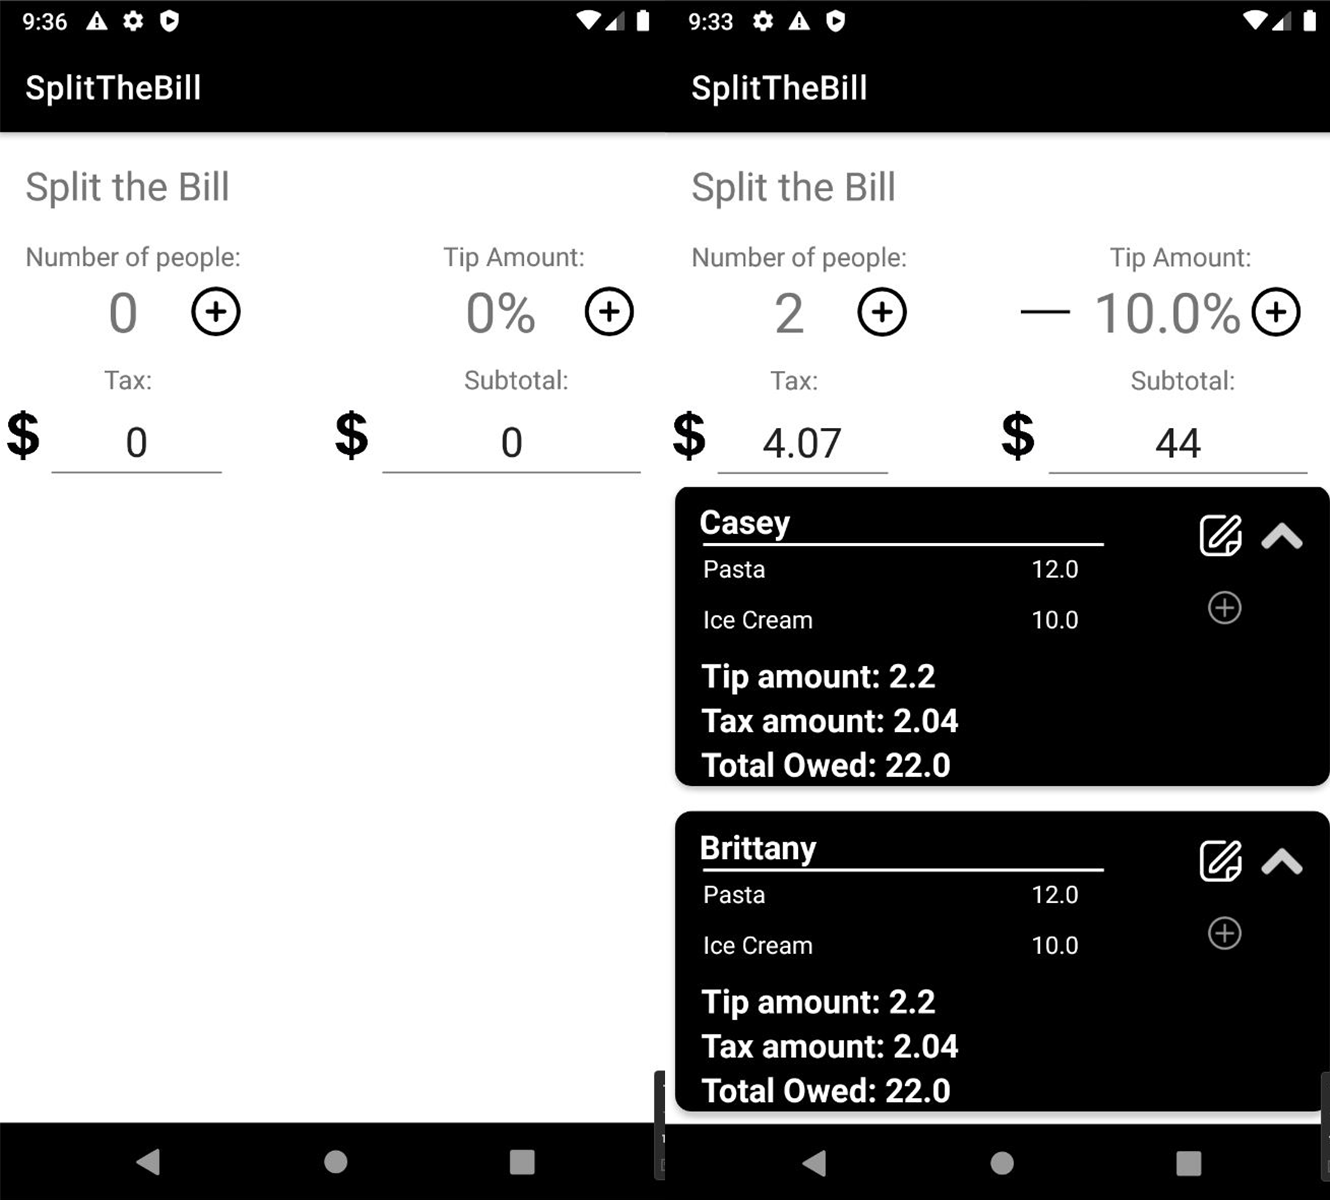 9:36
SplitTheBill
Split the Bill
Number of people:
Tip Amount:
0
0%
Tax:
Subtotal:
$ 0
$ 0
9:33
SplitTheBill
Split the Bill
Number of people:
Tip Amount:
2
10.0%
Tax:
Subtotal:
$ 4.07
$ 44
Casey
Pasta 12.0
Ice Cream 10.0
Tip amount: 2.2
Tax amount: 2.04
Total Owed: 22.0
Brittany
Pasta 12.0
Ice Cream 10.0
Tip amount: 2.2
Tax amount: 2.04
Total Owed: 22.0